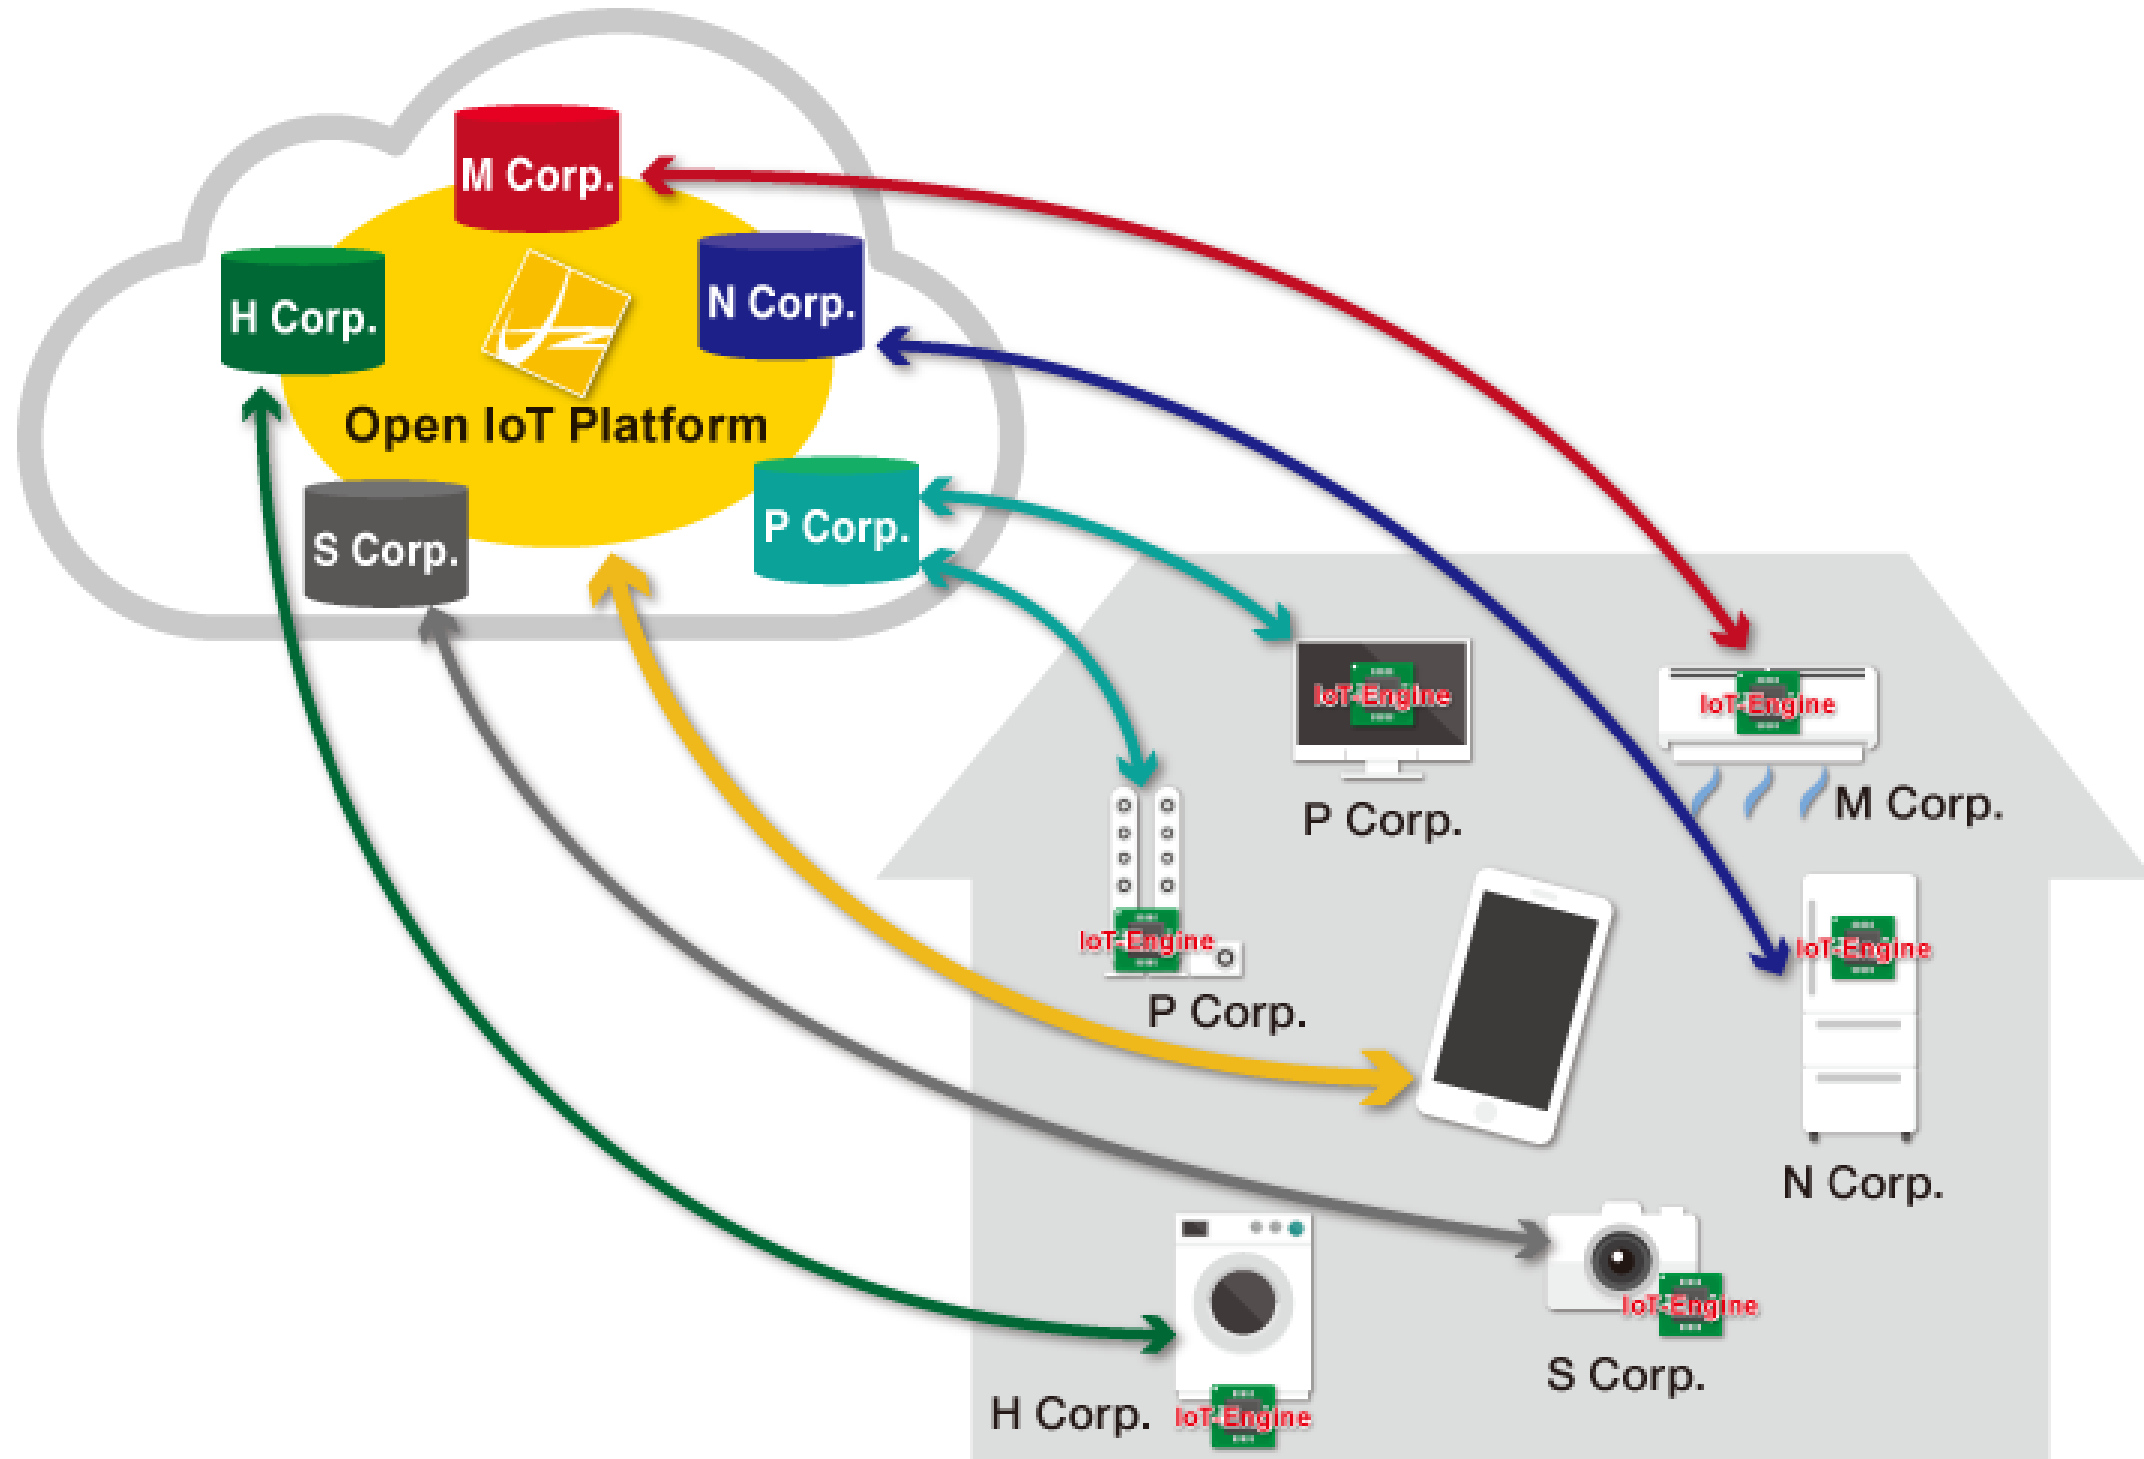 M Corp.
H Corp.
N Corp.
Open IoT Platform
S Corp.
P Corp.
IoT-Engine
P Corp.
IoT-Engine
M Corp.
IoT-Engine
P Corp.
IoT-Engine
N Corp.
IoT-Engine
S Corp.
IoT-Engine
H Corp.